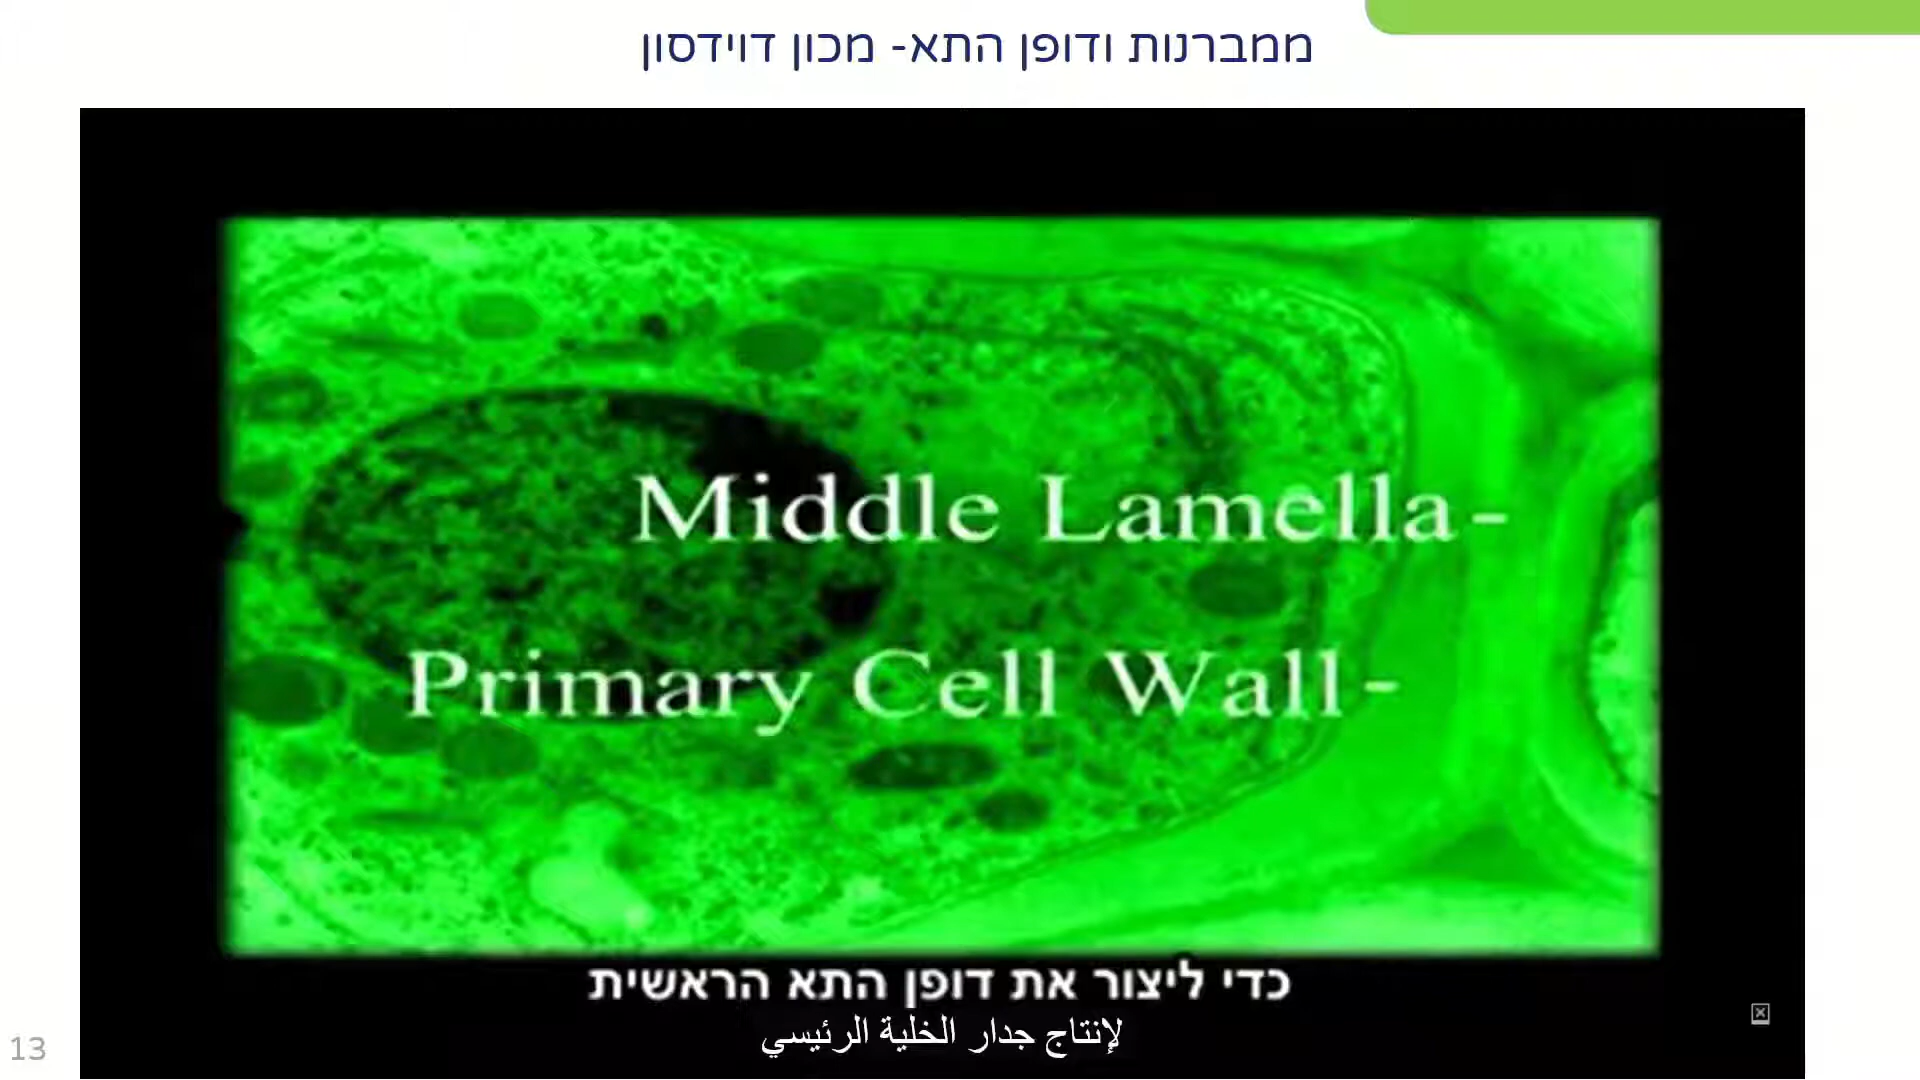 ממברנות ודופן התא- מכון דוידסון
Middle Lamella-
Primary Cell Wall-
כדי ליצור את דופן התא הראשית
لإنتاج جدار الخلية الرئيسي
13